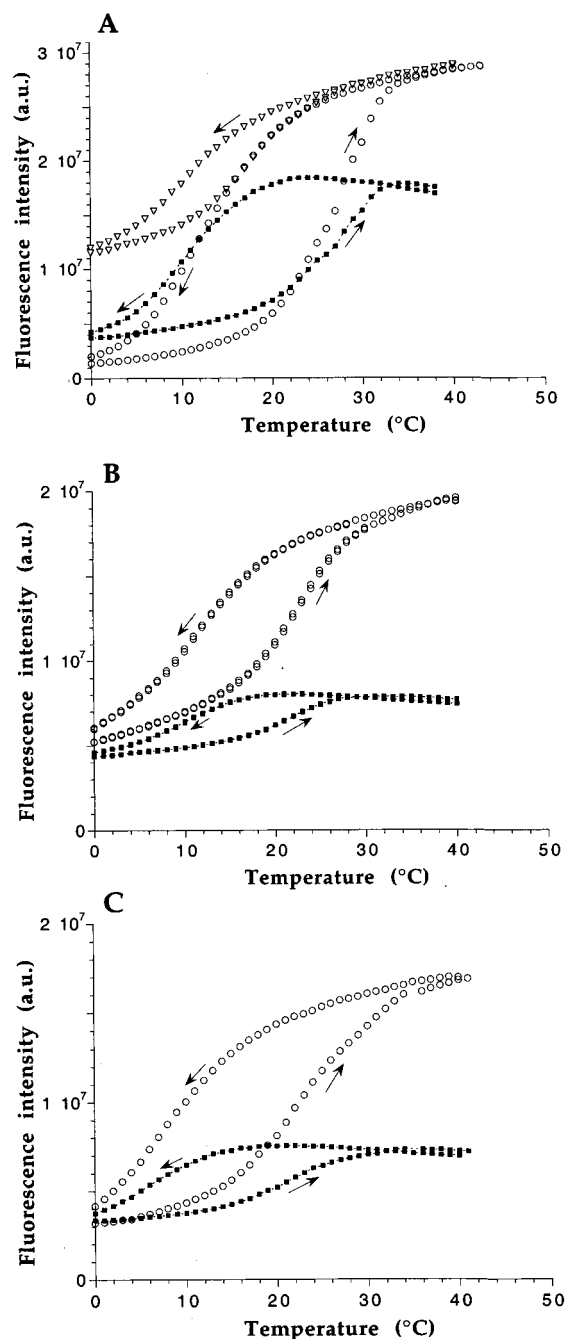 A
Fluorescence intensity (a.u.)
3 10⁷
2 10⁷
1 10⁷
0
0 10 20 30 40 50
Temperature (°C)
B
Fluorescence intensity (a.u.)
2 10⁷
1 10⁷
0
0 10 20 30 40 50
Temperature (°C)
C
Fluorescence intensity (a.u.)
2 10⁷
1 10⁷
0
0 10 20 30 40 50
Temperature (°C)